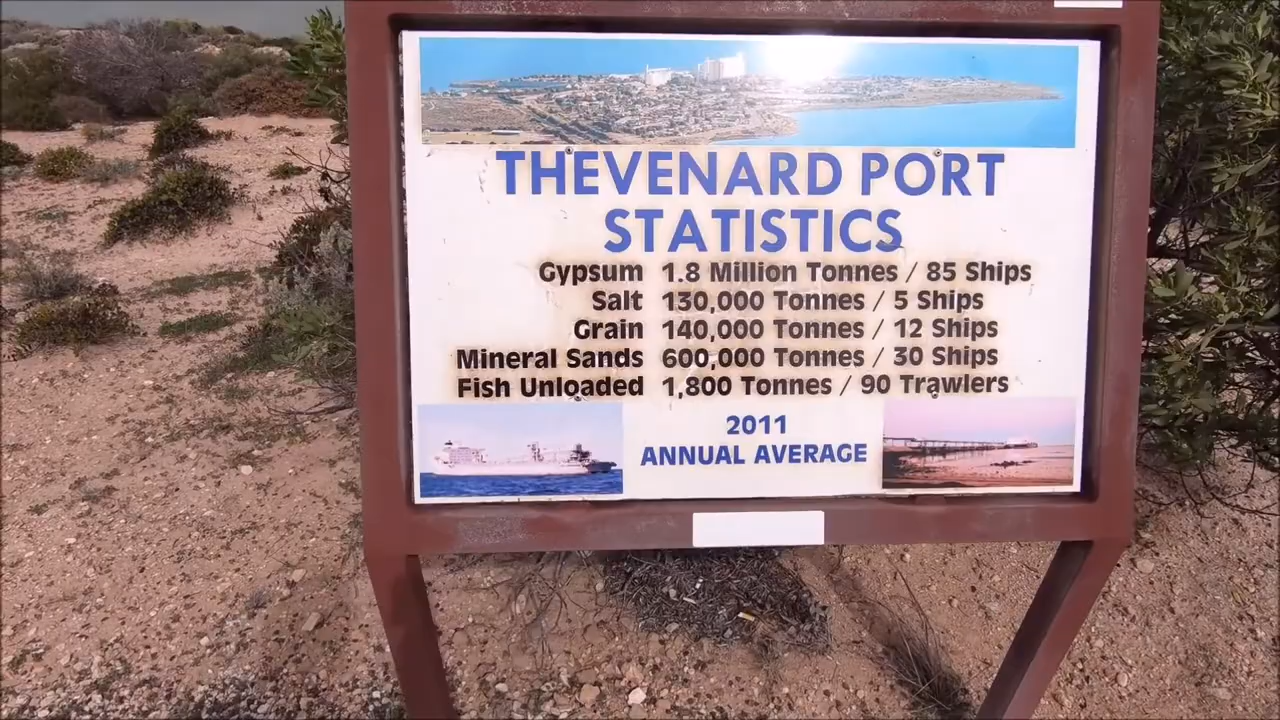 THEVENARD PORT
STATISTICS
Gypsum 1.8 Million Tonnes / 85 Ships
Salt 130,000 Tonnes / 5 Ships
Grain 140,000 Tonnes / 12 Ships
Mineral Sands 600,000 Tonnes / 30 Ships
Fish Unloaded 1,800 Tonnes / 90 Trawlers
2011
ANNUAL AVERAGE